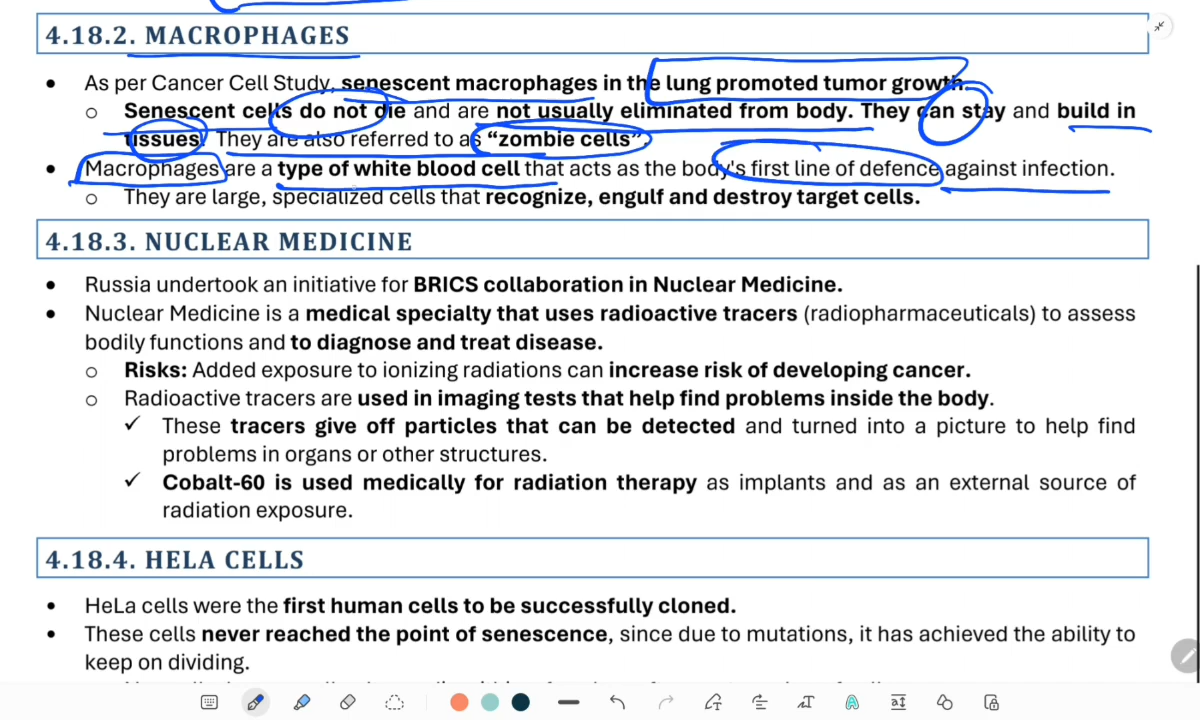 4.18.2. MACROPHAGES
• As per Cancer Cell Study, senescent macrophages in the lung promoted tumor growth.
o Senescent cells do not die and are not usually eliminated from body. They can stay and build in
tissues. They are also referred to as “zombie cells”.
• Macrophages are a type of white blood cell that acts as the body's first line of defence against infection.
o They are large, specialized cells that recognize, engulf and destroy target cells.
4.18.3. NUCLEAR MEDICINE
• Russia undertook an initiative for BRICS collaboration in Nuclear Medicine.
• Nuclear Medicine is a medical specialty that uses radioactive tracers (radiopharmaceuticals) to assess
bodily functions and to diagnose and treat disease.
o Risks: Added exposure to ionizing radiations can increase risk of developing cancer.
o Radioactive tracers are used in imaging tests that help find problems inside the body.
✓ These tracers give off particles that can be detected and turned into a picture to help find
problems in organs or other structures.
✓ Cobalt-60 is used medically for radiation therapy as implants and as an external source of
radiation exposure.
4.18.4. HELA CELLS
• HeLa cells were the first human cells to be successfully cloned.
• These cells never reached the point of senescence, since due to mutations, it has achieved the ability to
keep on dividing.